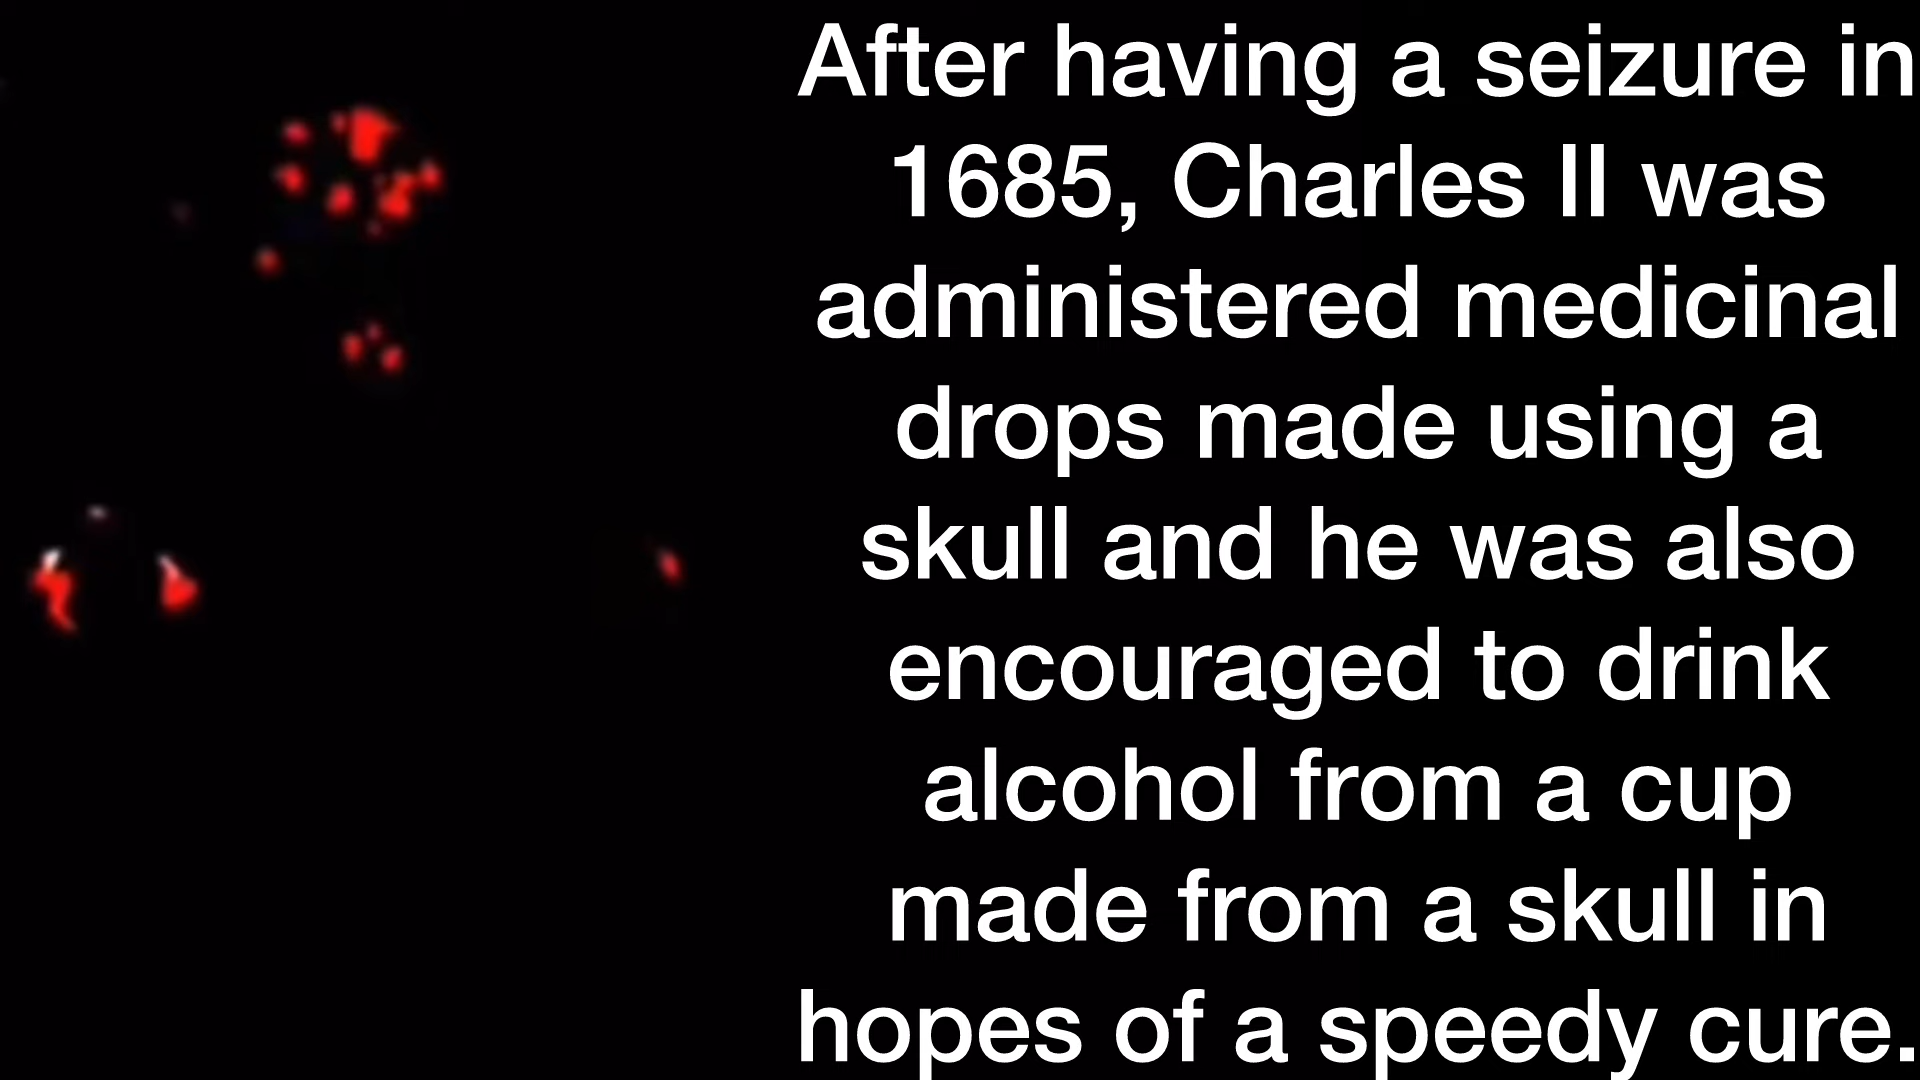 After having a seizure in
1685, Charles II was
administered medicinal
drops made using a
skull and he was also
encouraged to drink
alcohol from a cup
made from a skull in
hopes of a speedy cure.